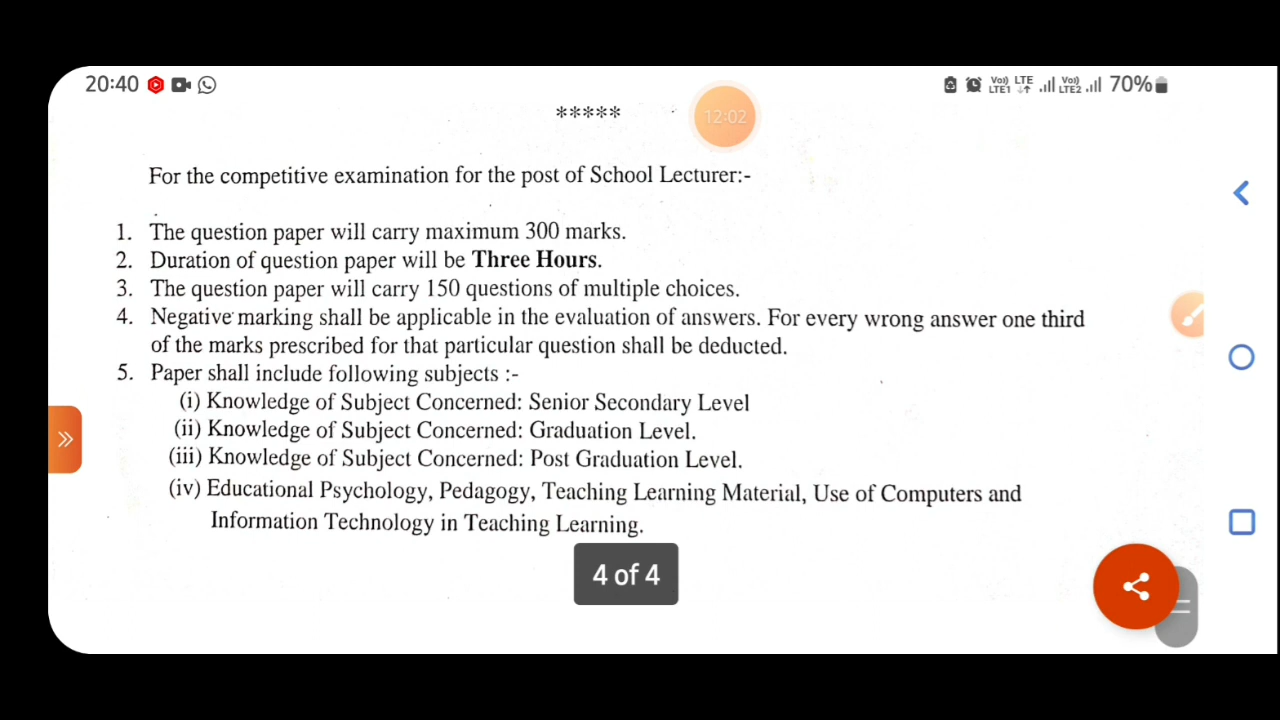 20:40 LTE1 LTE LTE2 70%
*****
12:02
For the competitive examination for the post of School Lecturer:-
1. The question paper will carry maximum 300 marks.
2. Duration of question paper will be Three Hours.
3. The question paper will carry 150 questions of multiple choices.
4. Negative marking shall be applicable in the evaluation of answers. For every wrong answer one third
of the marks prescribed for that particular question shall be deducted.
5. Paper shall include following subjects :-
(i) Knowledge of Subject Concerned: Senior Secondary Level
(ii) Knowledge of Subject Concerned: Graduation Level.
(iii) Knowledge of Subject Concerned: Post Graduation Level.
(iv) Educational Psychology, Pedagogy, Teaching Learning Material, Use of Computers and
Information Technology in Teaching Learning.
4 of 4